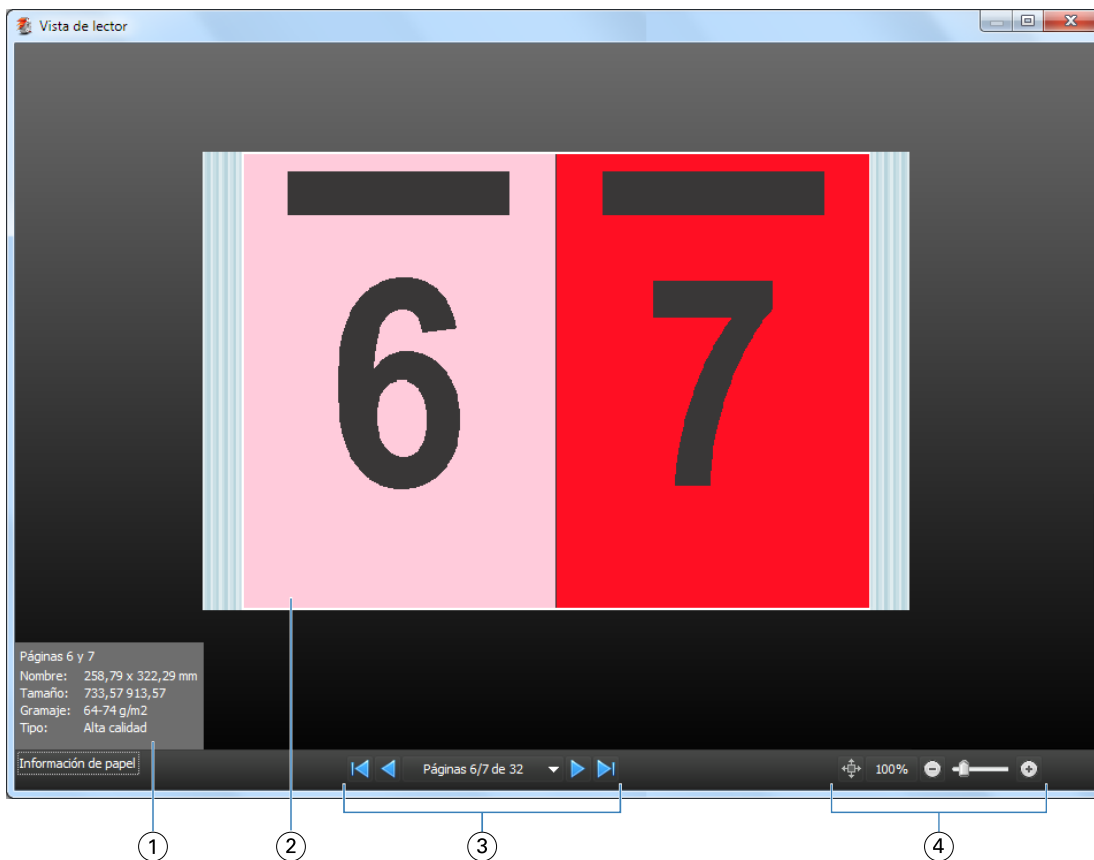 Vista de lector
6 7
Páginas 6 y 7
Nombre: 258,79 x 322,29 mm
Tamaño: 733,57 913,57
Gramaje: 64-74 g/m2
Tipo: Alta calidad
Información de papel
Páginas 6/7 de 32
100%
1 2 3 4